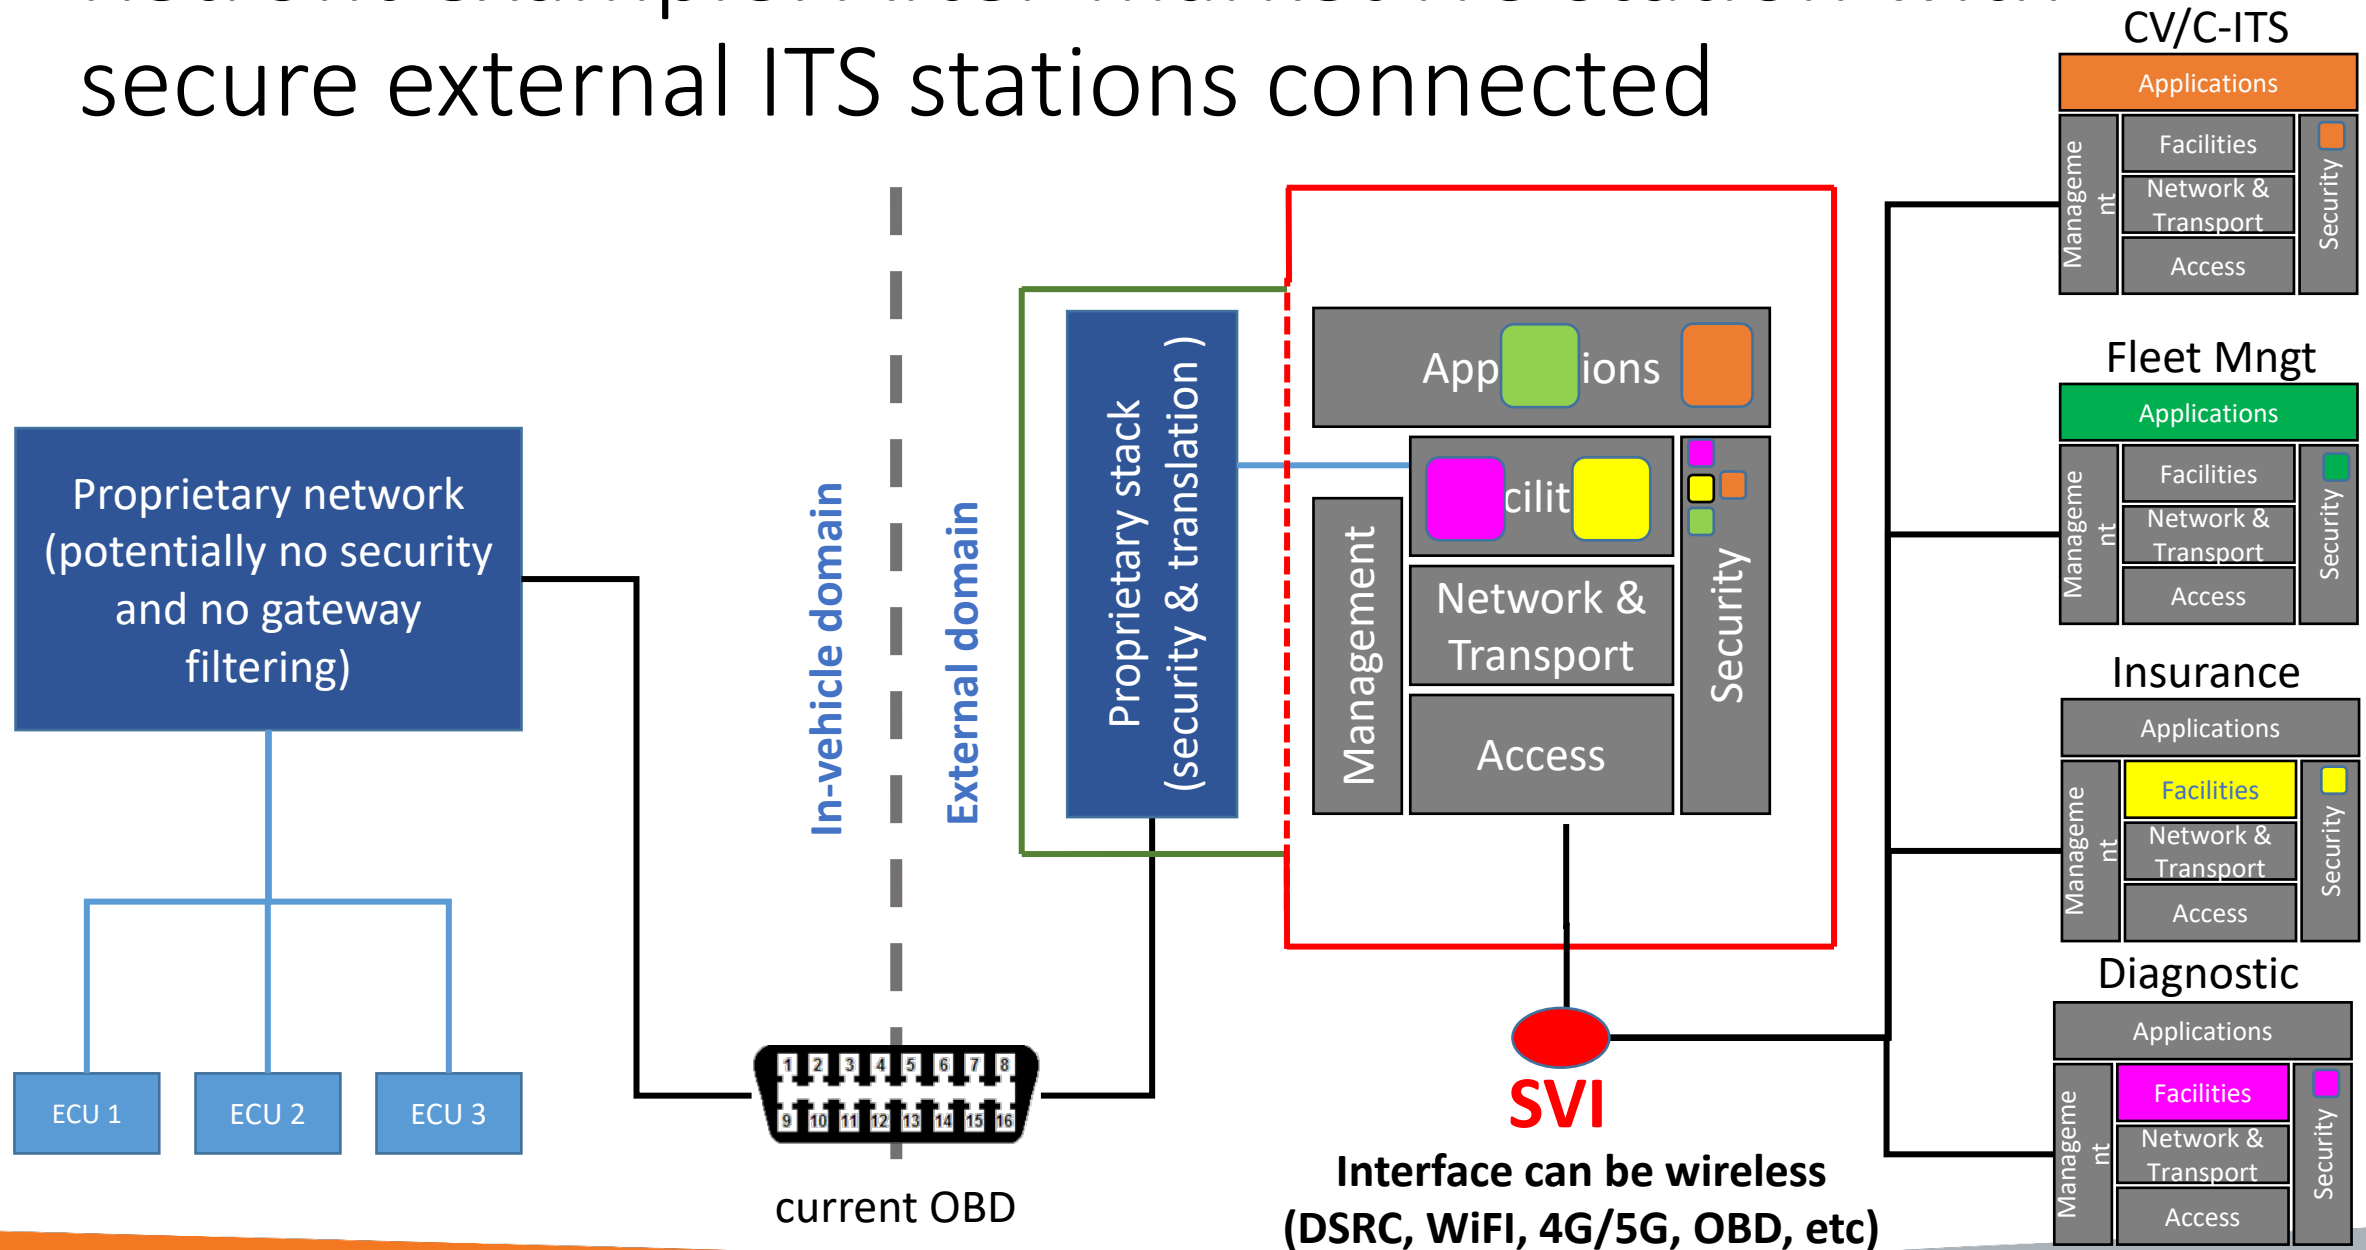 secure external ITS stations connected
CV/C-ITS
Applications
Manageme
nt
Facilities
Network &
Transport
Access
Security
Fleet Mngt
Applications
Manageme
nt
Facilities
Network &
Transport
Access
Security
Insurance
Applications
Manageme
nt
Facilities
Network &
Transport
Access
Security
Diagnostic
Applications
Manageme
nt
Facilities
Network &
Transport
Access
Security
Proprietary network
(potentially no security
and no gateway
filtering)
ECU 1
ECU 2
ECU 3
In-vehicle domain
External domain
Proprietary stack
(security & translation )
App ions
cilit
Management
Network &
Transport
Access
Security
1 2 3 4 5 6 7 8
9 10 11 12 13 14 15 16
current OBD
SVI
Interface can be wireless
(DSRC, WiFI, 4G/5G, OBD, etc)